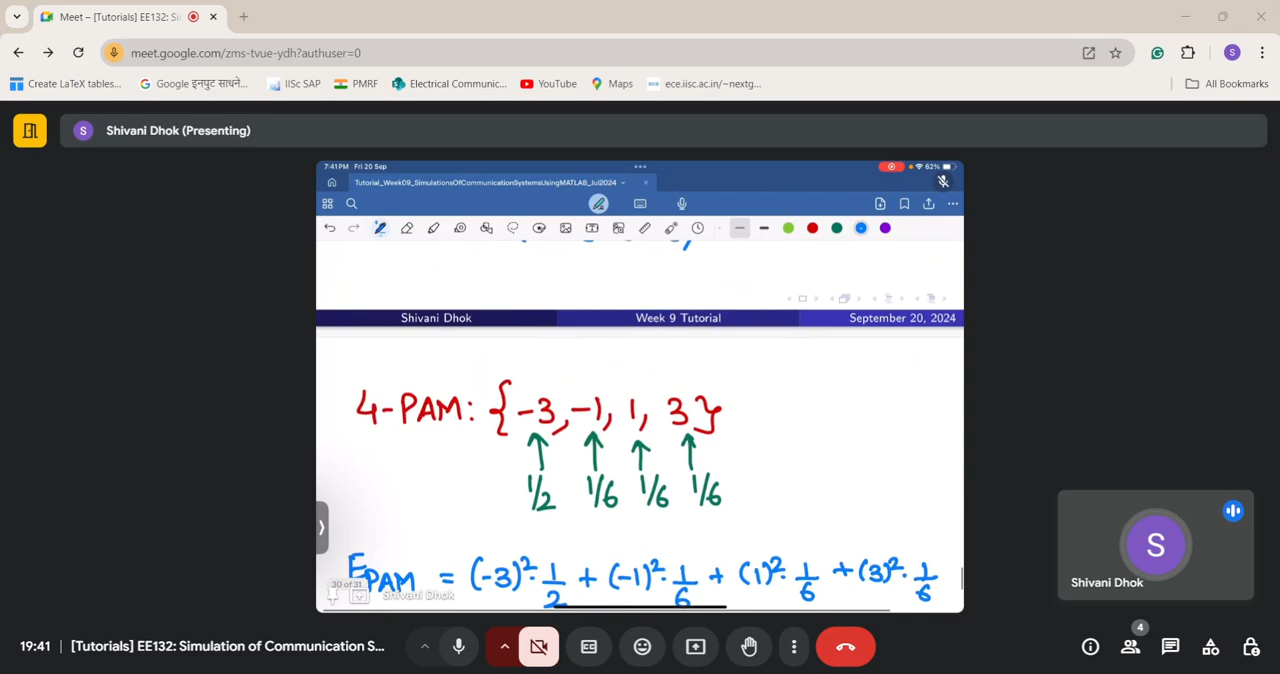 Meet – [Tutorials] EE132: Si
meet.google.com/zms-tvue-ydh?authuser=0
Create LaTeX tables... Google इनपुट साधने... IISc SAP PMRF Electrical Communic... YouTube Maps ece.iisc.ac.in/~nextg... All Bookmarks
S Shivani Dhok (Presenting)
7:41 PM Fri 20 Sep 62%
Tutorial_Week09_SimulationsOfCommunicationSystemsUsingMATLAB_Jul2024
Shivani Dhok Week 9 Tutorial September 20, 2024
4-PAM: {-3, -1, 1, 3}
1/2 1/6 1/6 1/6
E_PAM = (-3)²·1/2 + (-1)²·1/6 + (1)²·1/6 + (3)²·1/6
30 of 31
Shivani Dhok
S
Shivani Dhok
4
19:41 | [Tutorials] EE132: Simulation of Communication S...